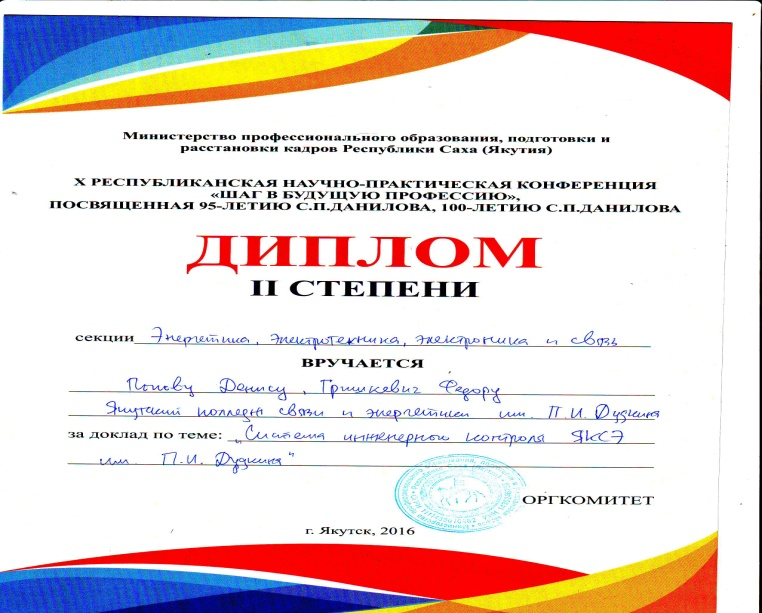 Министерство профессионального образования, подготовки и
расстановки кадров Республики Саха (Якутия)
X РЕСПУБЛИКАНСКАЯ НАУЧНО-ПРАКТИЧЕСКАЯ КОНФЕРЕНЦИЯ
«ШАГ В БУДУЩУЮ ПРОФЕССИЮ»,
ПОСВЯЩЕННАЯ 95-ЛЕТИЮ С.П.ДАНИЛОВА, 100-ЛЕТИЮ С.П.ДАНИЛОВА
ДИПЛОМ
II СТЕПЕНИ
секции Энергетика, электротехника, электроника и связь
ВРУЧАЕТСЯ
Попову Денису, Гришкевич Федору
Якутский колледж связи и энергетики им. П.И. Дудкина
за доклад по теме: „Система инженерного контроля ЯКСЭ
им. П.И. Дудкина"
ОРГКОМИТЕТ
г. Якутск, 2016